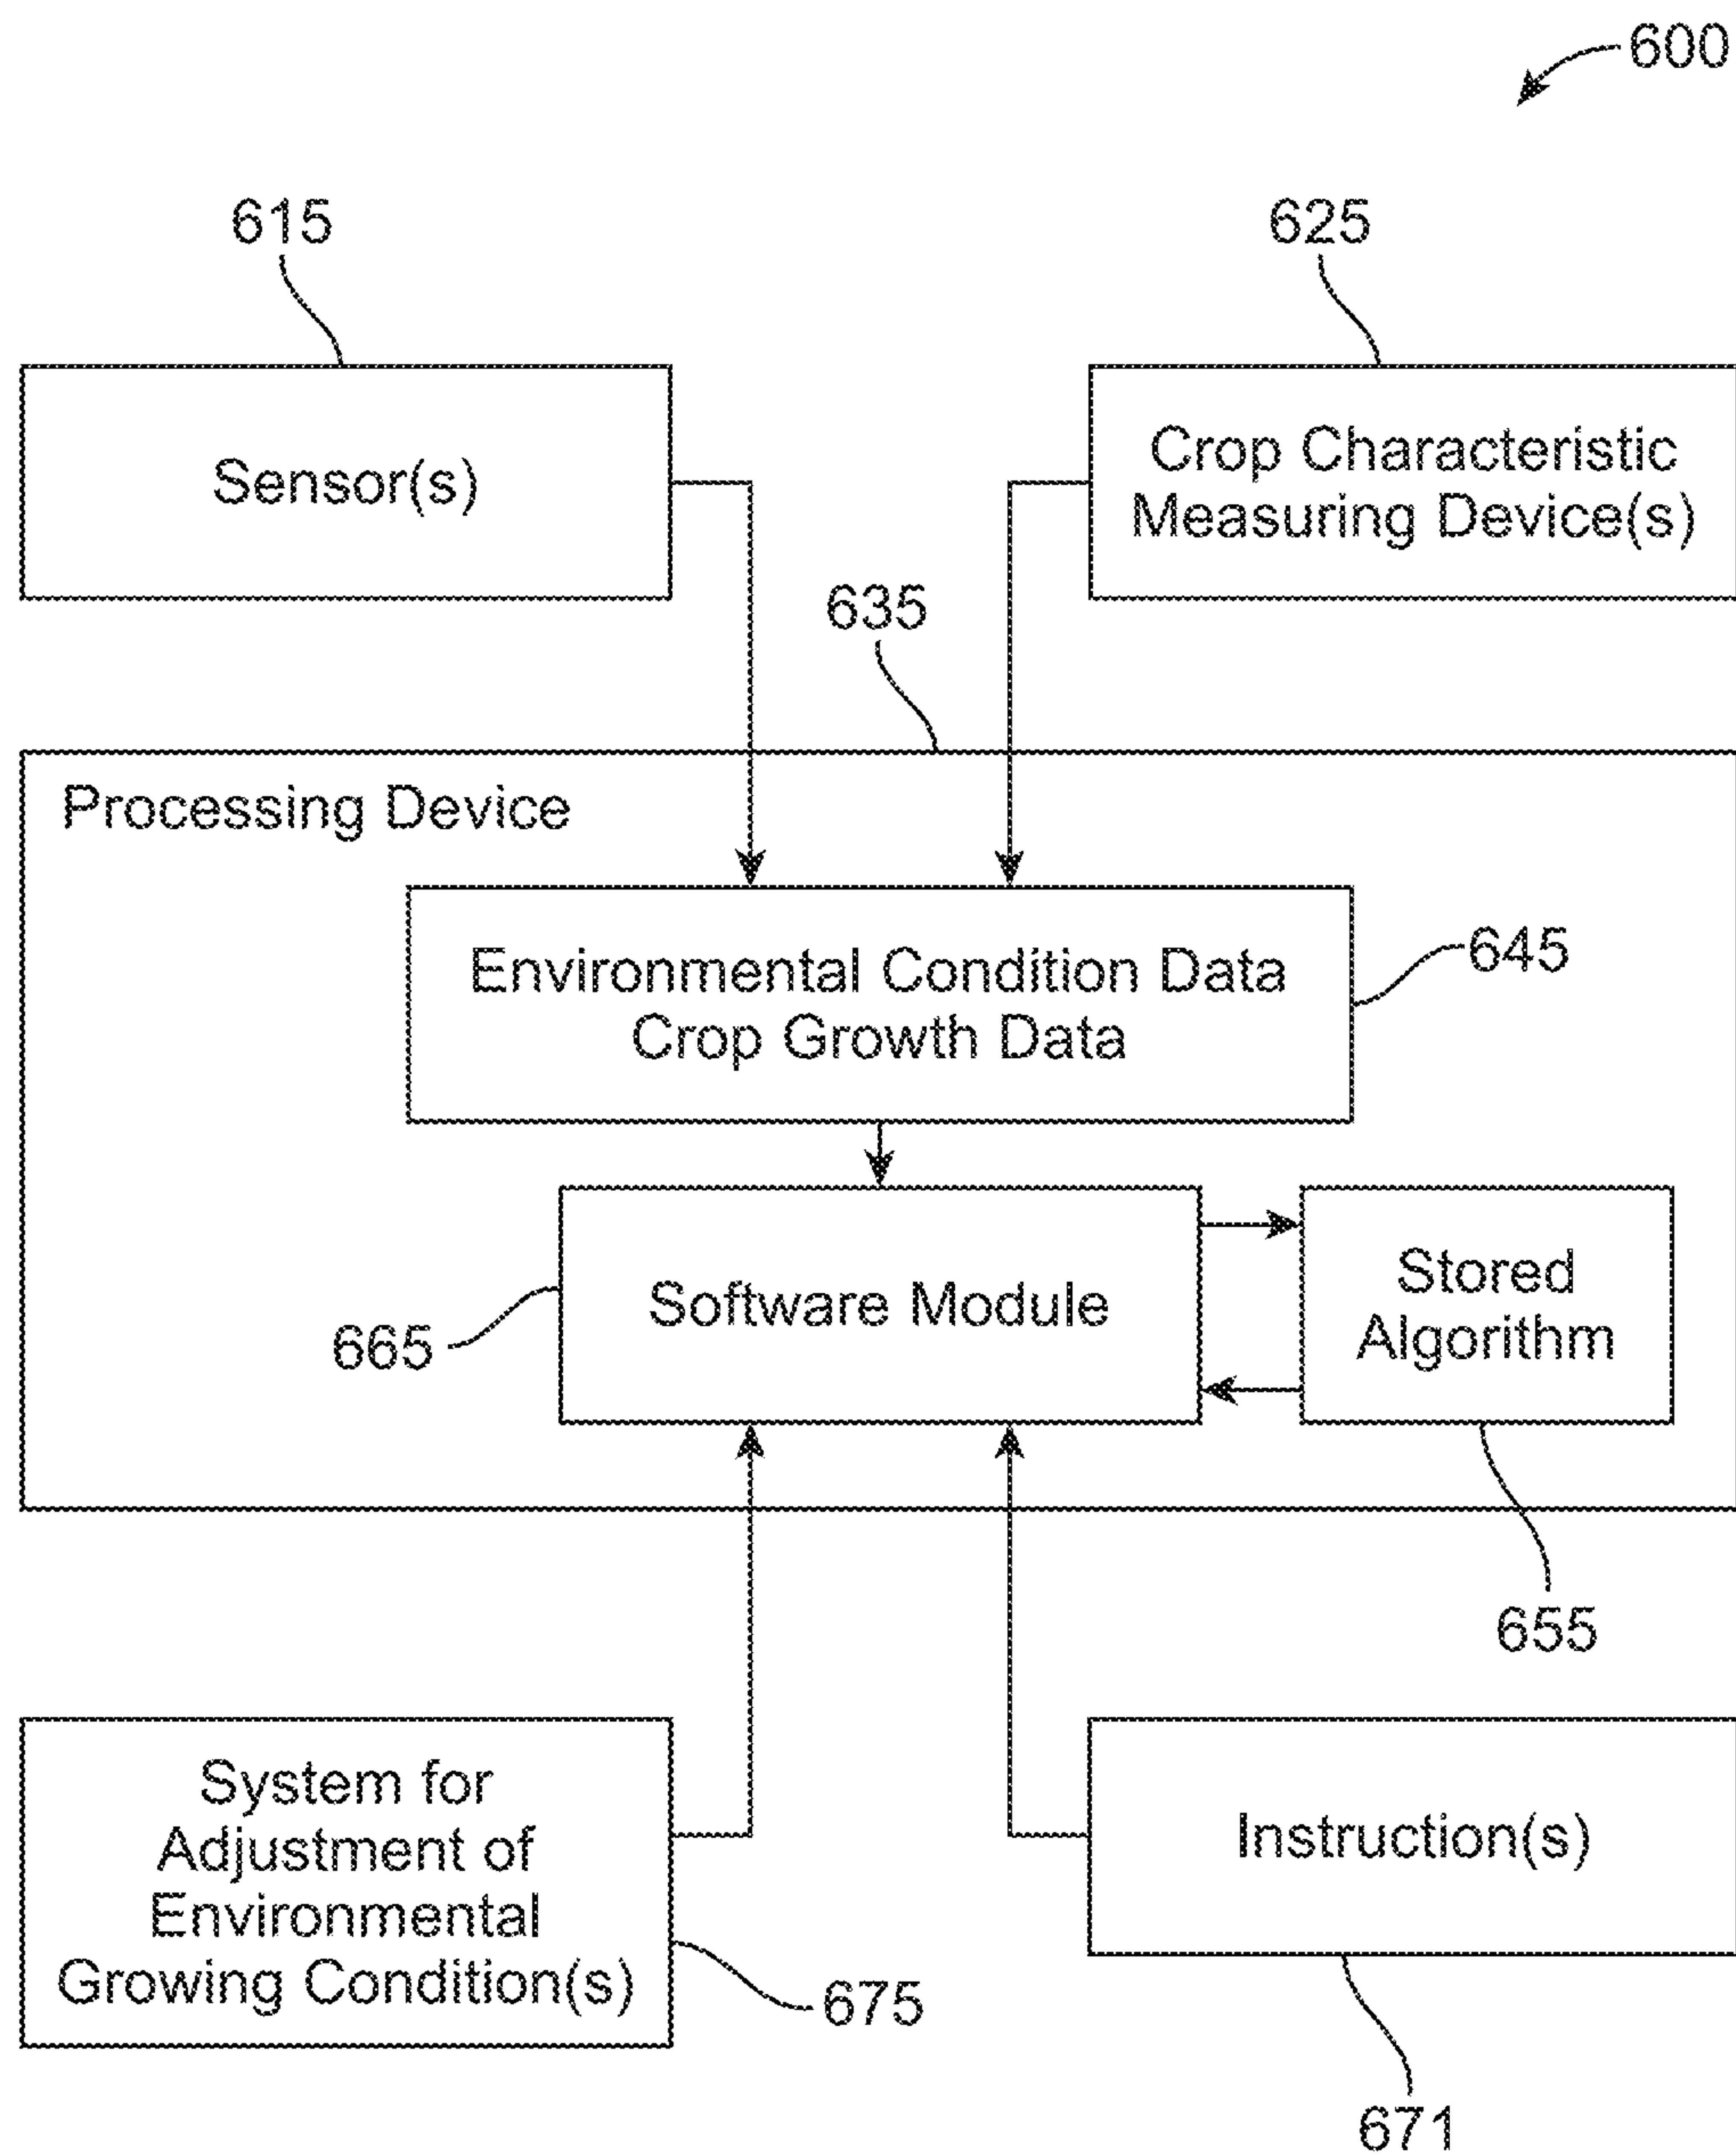 600
615
625
Sensor(s)
Crop Characteristic
Measuring Device(s)
635
Processing Device
Environmental Condition Data
Crop Growth Data
645
Software Module
Stored
Algorithm
665
655
System for
Adjustment of
Environmental
Growing Condition(s)
Instruction(s)
675
671